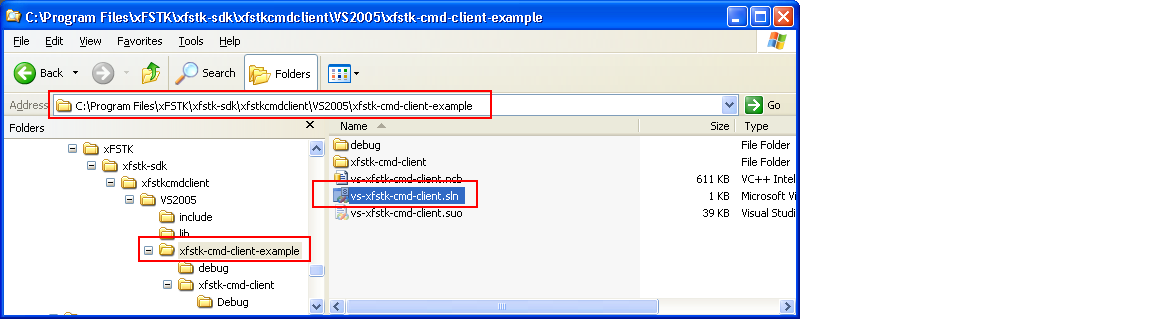 C:\Program Files\xFSTK\xfstk-sdk\xfstkcmdclient\VS2005\xfstk-cmd-client-example
File Edit View Favorites Tools Help
Back Search Folders
Address C:\Program Files\xFSTK\xfstk-sdk\xfstkcmdclient\VS2005\xfstk-cmd-client-example Go
Folders
xFSTK
xfstk-sdk
xfstkcmdclient
VS2005
include
lib
xfstk-cmd-client-example
debug
xfstk-cmd-client
Debug
Name Size Type
debug File Folder
xfstk-cmd-client File Folder
vs-xfstk-cmd-client.ncb 611 KB VC++ Intel
vs-xfstk-cmd-client.sln 1 KB Microsoft Vi
vs-xfstk-cmd-client.suo 39 KB Visual Studi